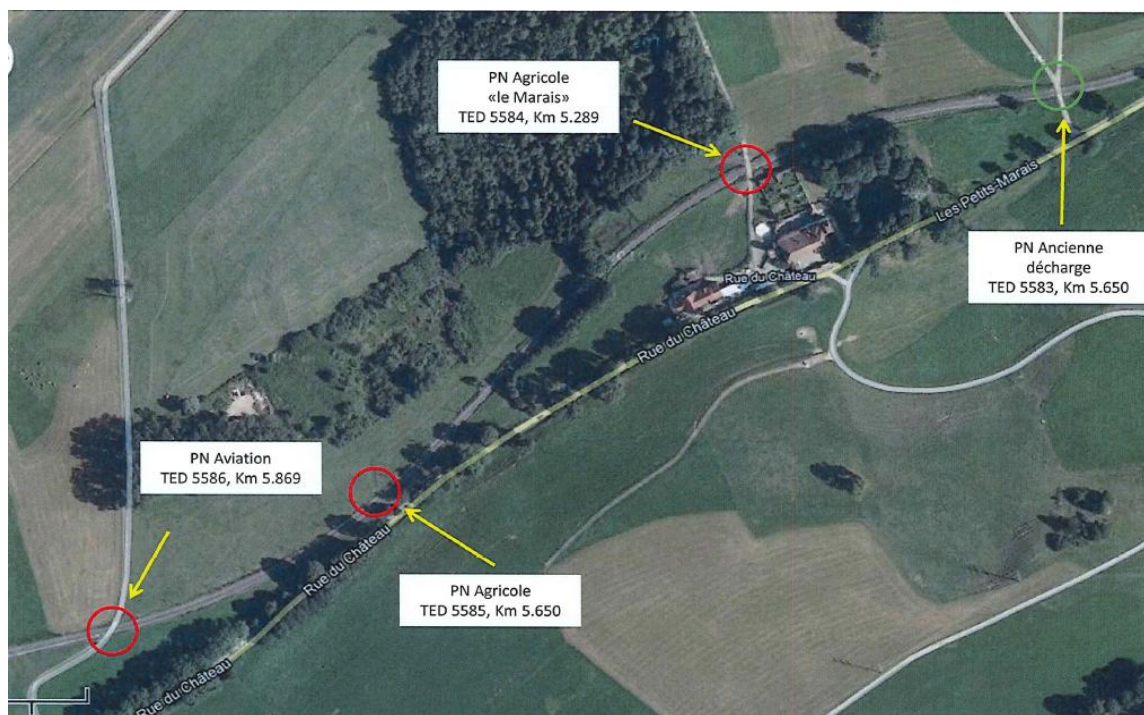 PN Agricole
«le Marais»
TED 5584, Km 5.289
Les Petits-Marais
PN Ancienne
décharge
TED 5583, Km 5.650
Rue du Château
Rue du Château
PN Aviation
TED 5586, Km 5.869
Rue du Château
PN Agricole
TED 5585, Km 5.650
Rue du Château